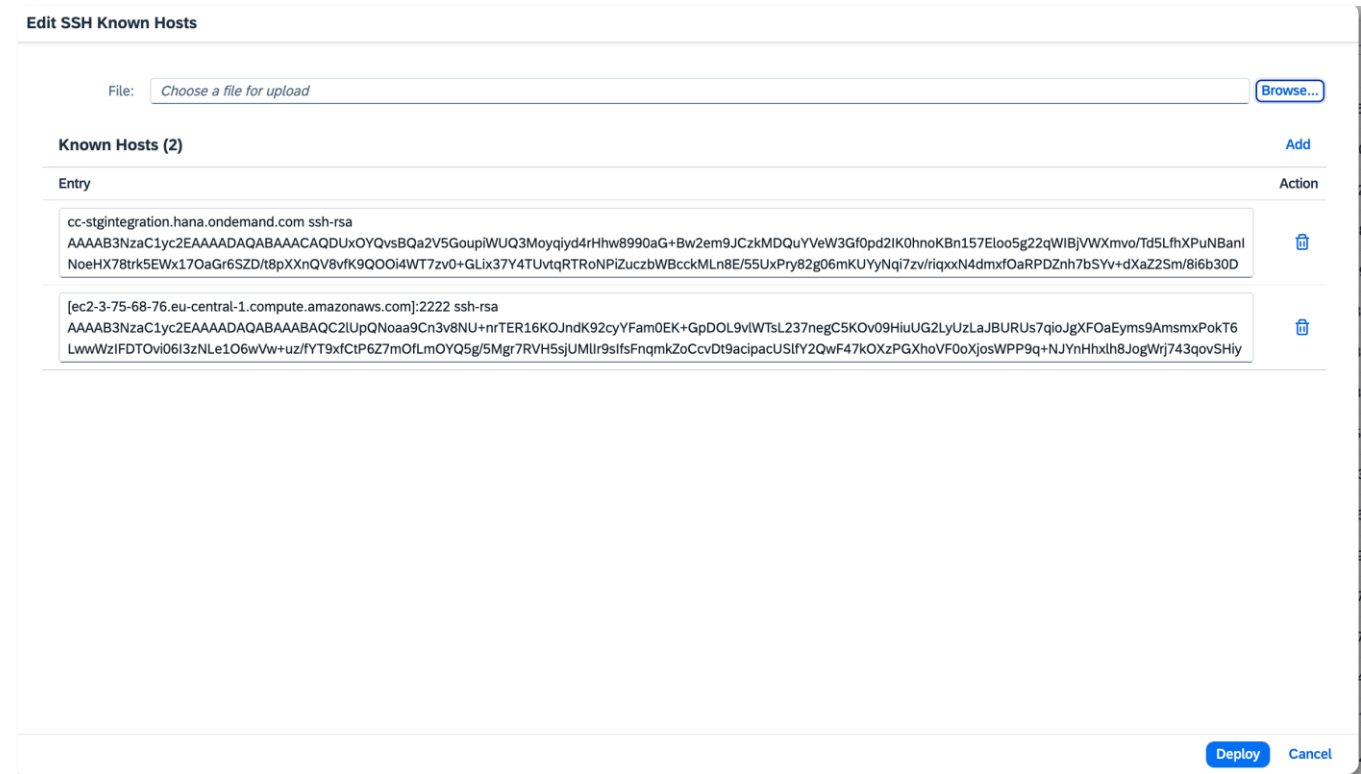 Edit SSH Known Hosts
File:
Choose a file for upload
Browse...
Known Hosts (2)
Add
Entry
Action
cc-stgintegration.hana.ondemand.com ssh-rsa
AAAAB3NzaC1yc2EAAAADAQABAAACAQDUxOYQvsBQa2V5GoupiWUQ3Moyqiyd4rHhw8990aG+Bw2em9JCzkMDQuYVeW3Gf0pd2IK0hnoKBn157Eloo5g22qWIBjVWXmvo/Td5LfhXPuNBanI
NoeHX78trk5EWx17OaGr6SZD/t8pXXnQV8vfK9QOOi4WT7zv0+GLix37Y4TUvtqRTRoNPiZuczbWBcckMLn8E/55UxPry82g06mKUYyNqi7zv/riqxxN4dmxfOaRPDZnh7bSYv+dXaZ2Sm/8i6b30D
[ec2-3-75-68-76.eu-central-1.compute.amazonaws.com]:2222 ssh-rsa
AAAAB3NzaC1yc2EAAAADAQABAAABAQC2lUpQNoaa9Cn3v8NU+nrTER16KOJndK92cyYFam0EK+GpDOL9vlWTsL237negC5KOv09HiuUG2LyUzLaJBURUs7qioJgXFOaEyms9AmsmxPokT6
LwwWzIFDTOvi06I3zNLe1O6wVw+uz/fYT9xfCtP6Z7mOfLmOYQ5g/5Mgr7RVH5sjUMlIr9sIfsFnqmkZoCcvDt9acipacUSlfY2QwF47kOXzPGXhoVF0oXjosWPP9q+NJYnHhxlh8JogWrj743qovSHiy
Deploy
Cancel